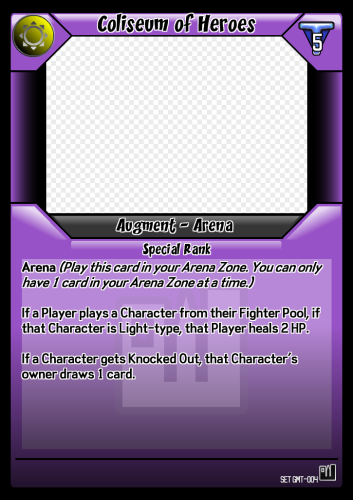 Coliseum of Heroes
5
Augment - Arena
Special Rank
Arena (Play this card in your Arena Zone. You can only
have 1 card in your Arena Zone at a time.)
If a Player plays a Character from their Fighter Pool, if
that Character is Light-type, that Player heals 2 HP.
If a Character gets Knocked Out, that Character's
owner draws 1 card.
SET GMT-004